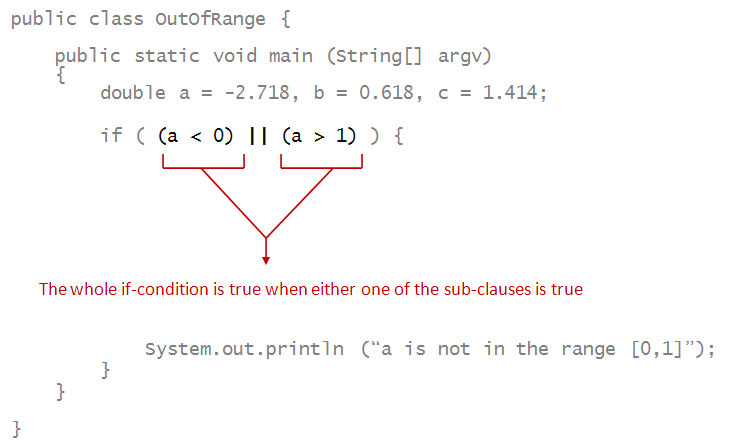 public class OutOfRange {
public static void main (String[] argv)
{
double a = -2.718, b = 0.618, c = 1.414;
if ( (a < 0) || (a > 1) ) {
The whole if-condition is true when either one of the sub-clauses is true
System.out.println (“a is not in the range [0,1]”);
}
}
}